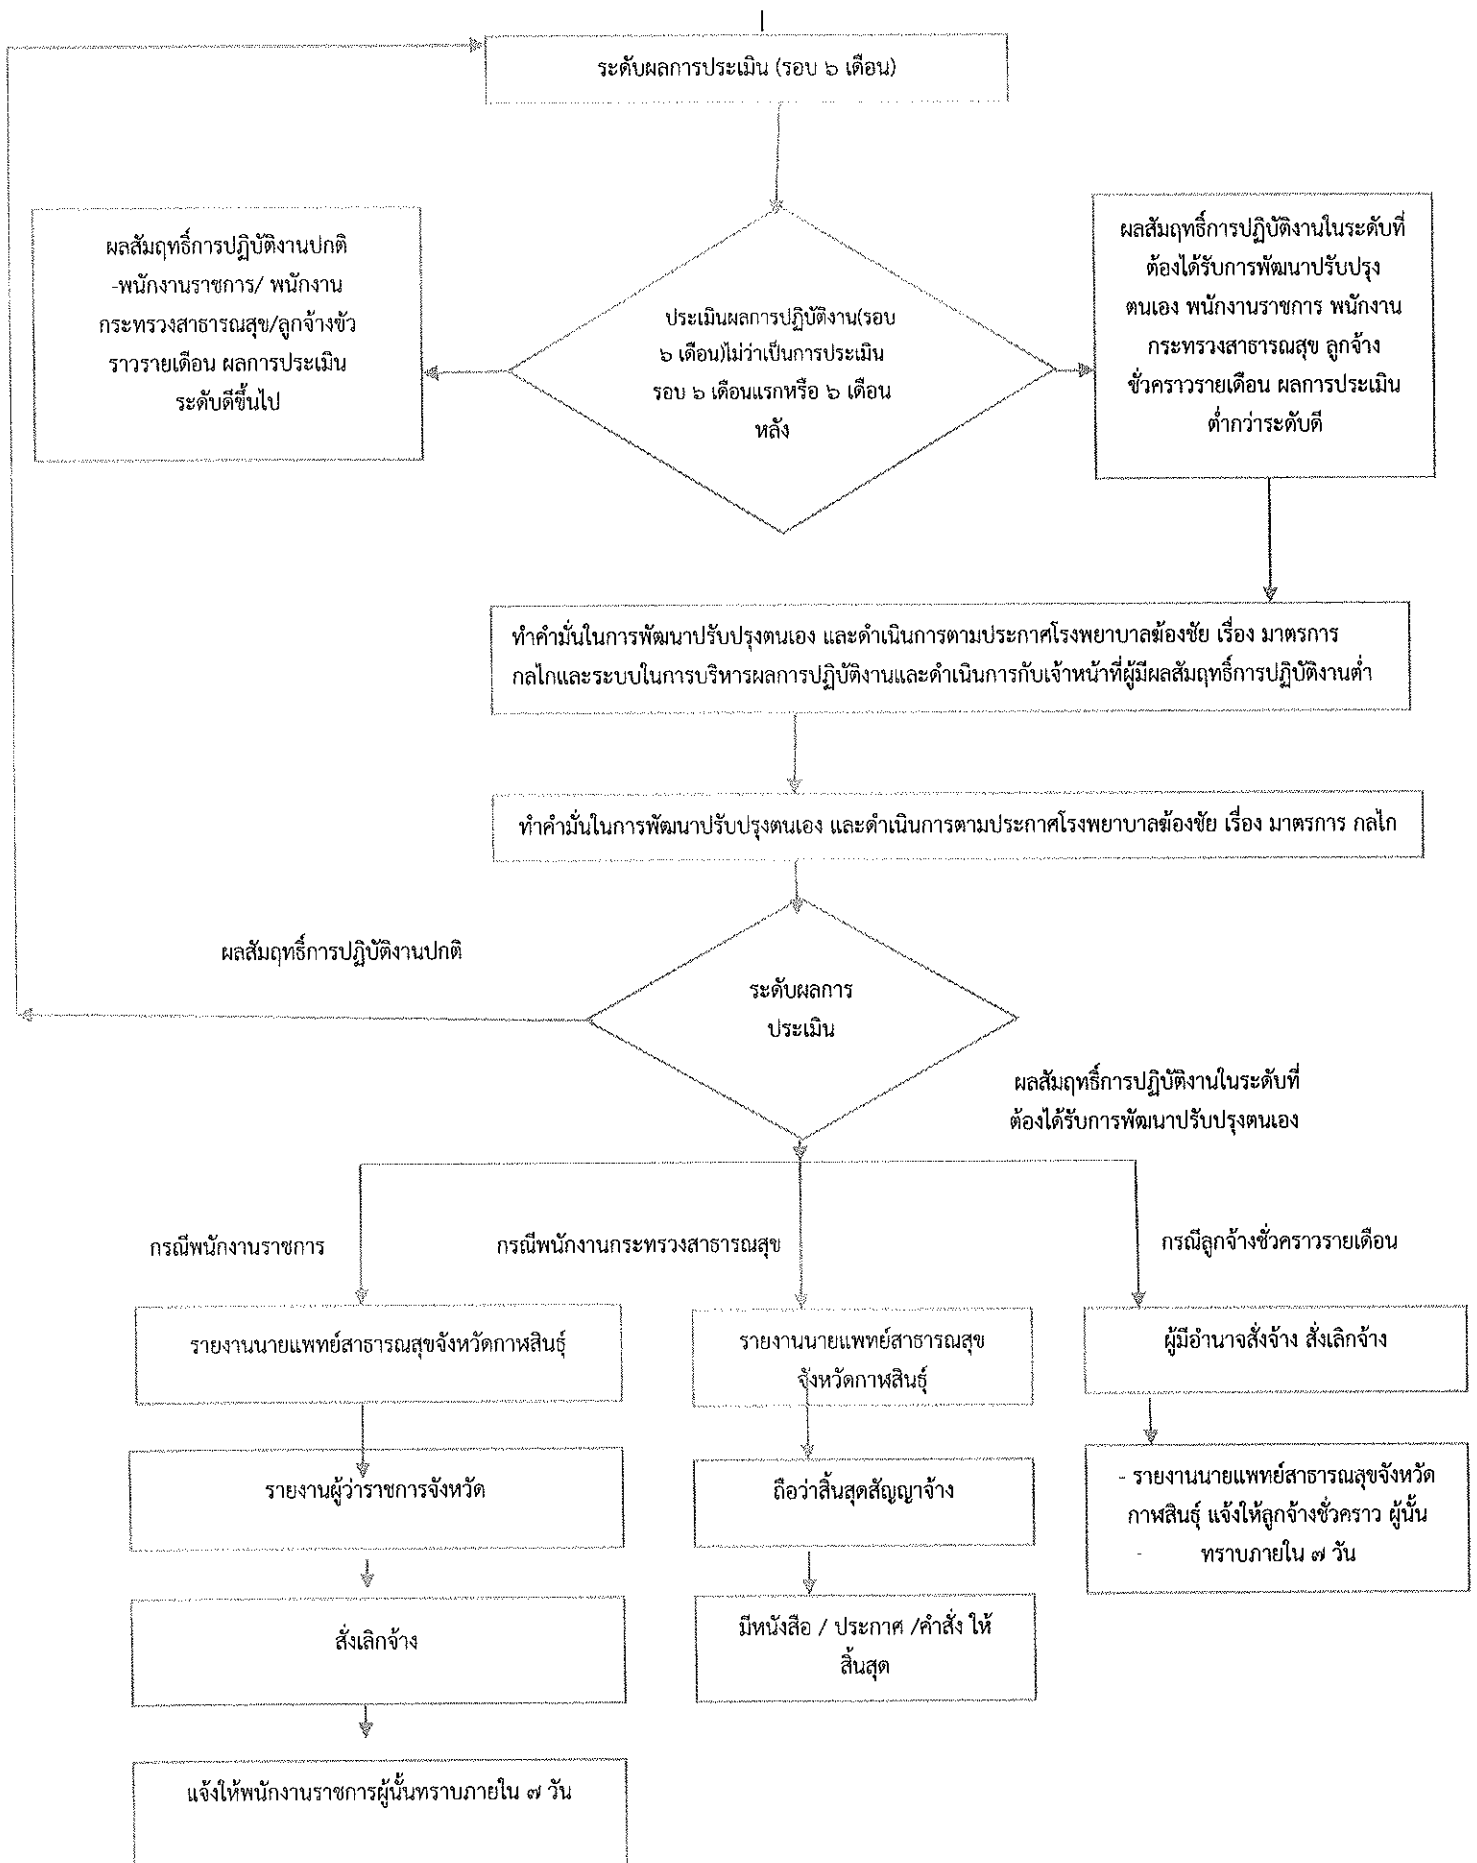 ระดับผลการประเมิน (รอบ ๖ เดือน)
ผลสัมฤทธิ์การปฏิบัติงานปกติ
-พนักงานราชการ/ พนักงาน
กระทรวงสาธารณสุข/ลูกจ้างขัว
ราวรายเดือน ผลการประเมิน
ระดับดีขึ้นไป
ประเมินผลการปฏิบัติงาน(รอบ
๖ เดือน)ไม่ว่าเป็นการประเมิน
รอบ ๖ เดือนแรกหรือ ๖ เดือน
หลัง
ผลสัมฤทธิ์การปฏิบัติงานในระดับที่
ต้องได้รับการพัฒนาปรับปรุง
ตนเอง พนักงานราชการ พนักงาน
กระทรวงสาธารณสุข ลูกจ้าง
ชั่วคราวรายเดือน ผลการประเมิน
ต่ำกว่าระดับดี
ทำคำมั่นในการพัฒนาปรับปรุงตนเอง และดำเนินการตามประกาศโรงพยาบาลฆ้องชัย เรื่อง มาตรการ
กลไกและระบบในการบริหารผลการปฏิบัติงานและดำเนินการกับเจ้าหน้าที่ผู้มีผลสัมฤทธิ์การปฏิบัติงานต่ำ
ทำคำมั่นในการพัฒนาปรับปรุงตนเอง และดำเนินการตามประกาศโรงพยาบาลฆ้องชัย เรื่อง มาตรการ กลไก
ผลสัมฤทธิ์การปฏิบัติงานปกติ
ระดับผลการ
ประเมิน
ผลสัมฤทธิ์การปฏิบัติงานในระดับที่
ต้องได้รับการพัฒนาปรับปรุงตนเอง
กรณีพนักงานราชการ
กรณีพนักงานกระทรวงสาธารณสุข
กรณีลูกจ้างชั่วคราวรายเดือน
รายงานนายแพทย์สาธารณสุขจังหวัดกาฬสินธุ์
รายงานนายแพทย์สาธารณสุข
จังหวัดกาฬสินธุ์
ผู้มีอำนาจสั่งจ้าง สั่งเลิกจ้าง
รายงานผู้ว่าราชการจังหวัด
ถือว่าสิ้นสุดสัญญาจ้าง
- รายงานนายแพทย์สาธารณสุขจังหวัด
กาฬสินธุ์ แจ้งให้ลูกจ้างชั่วคราว ผู้นั้น
- ทราบภายใน ๗ วัน
สั่งเลิกจ้าง
มีหนังสือ / ประกาศ /คำสั่ง ให้
สิ้นสุด
แจ้งให้พนักงานราชการผู้นั้นทราบภายใน ๗ วัน